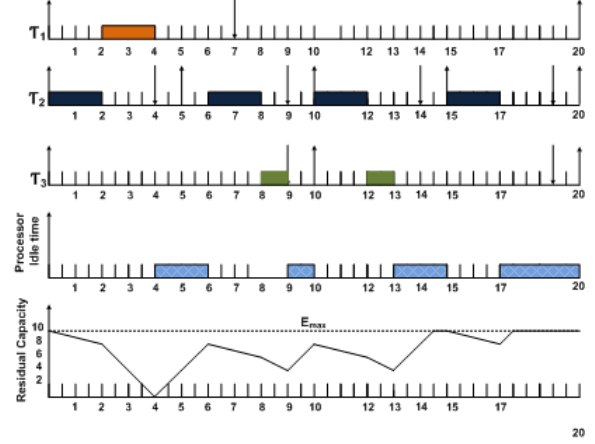 τ1
1 2 3 4 5 6 7 8 9 10 12 13 14 15 17 20
τ2
1 2 3 4 5 6 7 8 9 10 12 13 14 15 17 20
τ3
1 2 3 4 5 6 7 8 9 10 12 13 14 15 17 20
Processor
Idle time
1 2 3 4 5 6 7 8 9 10 12 13 14 15 17 20
Residual Capacity
Emax
10
8
6
4
2
1 2 3 4 5 6 7 8 9 10 12 13 14 15 17
20